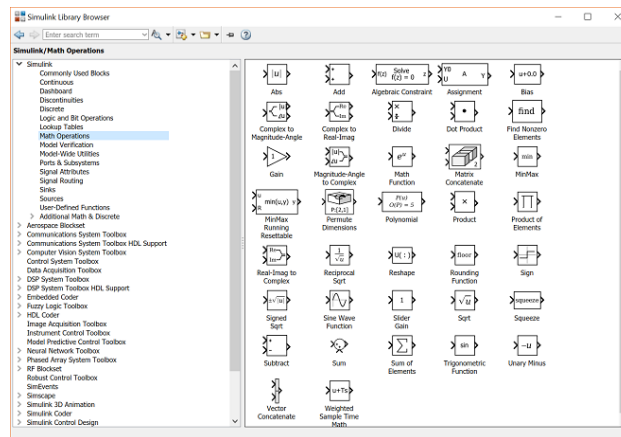 Simulink Library Browser
Enter search term
Simulink/Math Operations
Simulink
Commonly Used Blocks
Continuous
Dashboard
Discontinuities
Discrete
Logic and Bit Operations
Lookup Tables
Math Operations
Model Verification
Model-Wide Utilities
Ports & Subsystems
Signal Attributes
Signal Routing
Sinks
Sources
User-Defined Functions
Additional Math & Discrete
Aerospace Blockset
Communications System Toolbox
Communications System Toolbox HDL Support
Computer Vision System Toolbox
Control System Toolbox
Data Acquisition Toolbox
DSP System Toolbox
DSP System Toolbox HDL Support
Embedded Coder
Fuzzy Logic Toolbox
HDL Coder
Image Acquisition Toolbox
Instrument Control Toolbox
Model Predictive Control Toolbox
Neural Network Toolbox
Phased Array System Toolbox
RF Blockset
Robust Control Toolbox
SimEvents
Simscape
Simulink 3D Animation
Simulink Coder
Simulink Control Design
|u|
+ +
f(z) Solve f(z) = 0 z
Y0 U A Y
u+0.0
Abs
Add
Algebraic Constraint
Assignment
Bias
|u| ∠u
Re Im
× ÷
•
find
Complex to
Magnitude-Angle
Complex to
Real-Imag
Divide
Dot Product
Find Nonzero
Elements
1
|u| ∠u
eᵘ
2
min
Gain
Magnitude-Angle
to Complex
Math
Function
Matrix
Concatenate
MinMax
u R min(u,y) y
P:[2,1]
P(u)
O(P) = 5
×
∏
MinMax
Running
Resettable
Permute
Dimensions
Polynomial
Product
Product of
Elements
Re Im
1
√u
U( : )
floor
Real-Imag to
Complex
Reciprocal
Sqrt
Reshape
Rounding
Function
Sign
±√|u|
1
√u
squeeze
Signed
Sqrt
Sine Wave
Function
Slider
Gain
Sqrt
Squeeze
+ -
∑
sin
-u
Subtract
Sum
Sum of
Elements
Trigonometric
Function
Unary Minus
u+Ts
Vector
Concatenate
Weighted
Sample Time
Math